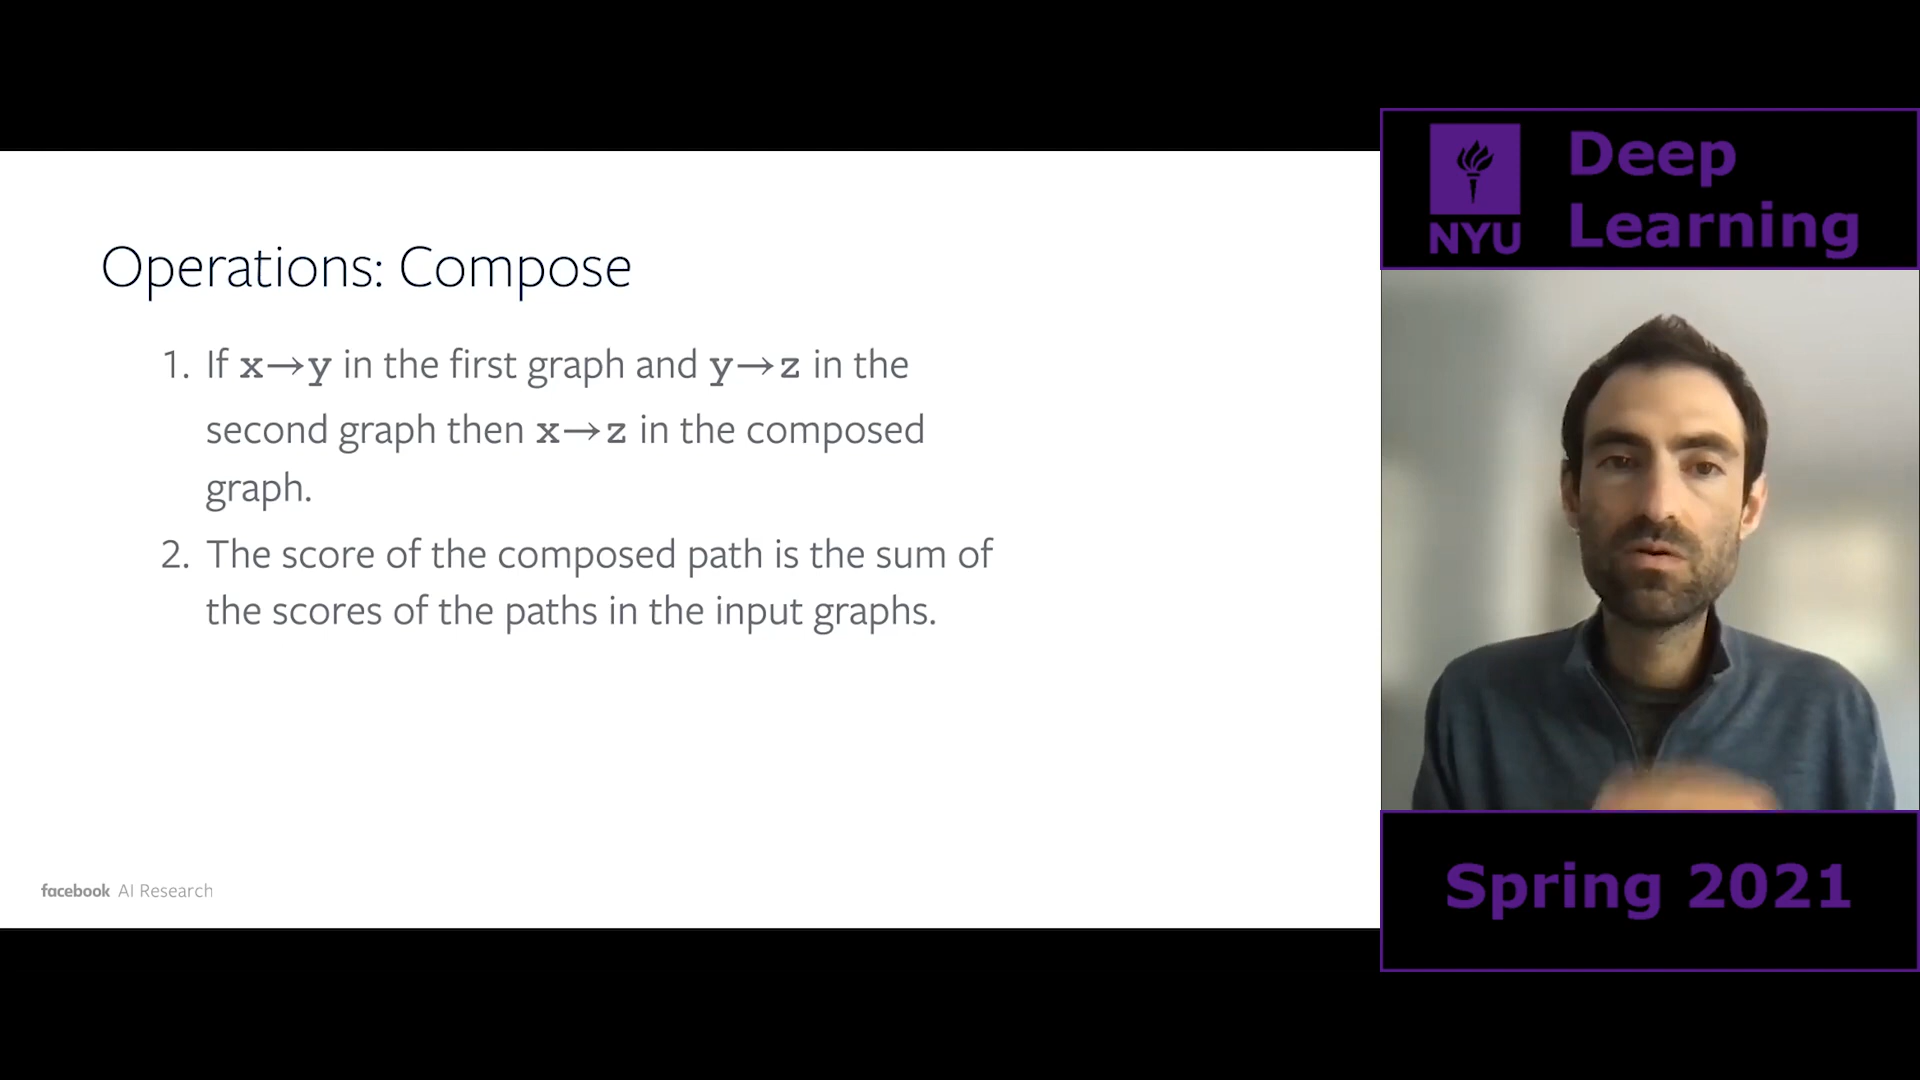 Operations: Compose
1. If x→y in the first graph and y→z in the
second graph then x→z in the composed
graph.
2. The score of the composed path is the sum of
the scores of the paths in the input graphs.
facebook AI Research
NYU
Deep
Learning
Spring 2021